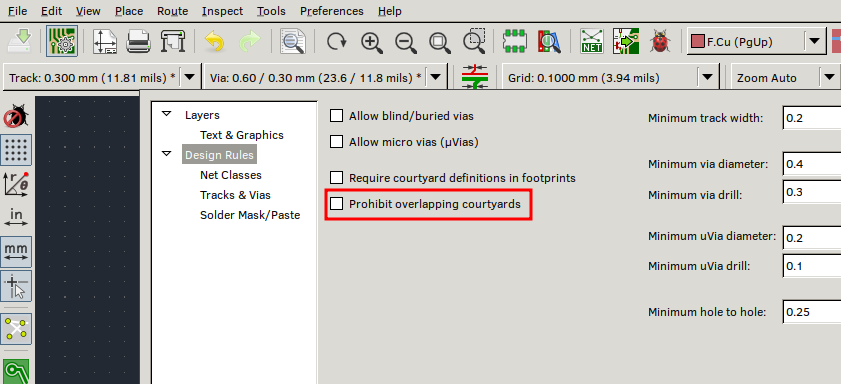 File Edit View Place Route Inspect Tools Preferences Help
NET
F.Cu (PgUp)
Track: 0.300 mm (11.81 mils) * Via: 0.60 / 0.30 mm (23.6 / 11.8 mils) * Grid: 0.1000 mm (3.94 mils) Zoom Auto
r
θ
in
mm
Layers
Text & Graphics
Design Rules
Net Classes
Tracks & Vias
Solder Mask/Paste
Allow blind/buried vias
Allow micro vias (µVias)
Require courtyard definitions in footprints
Prohibit overlapping courtyards
Minimum track width: 0.2
Minimum via diameter: 0.4
Minimum via drill: 0.3
Minimum uVia diameter: 0.2
Minimum uVia drill: 0.1
Minimum hole to hole: 0.25